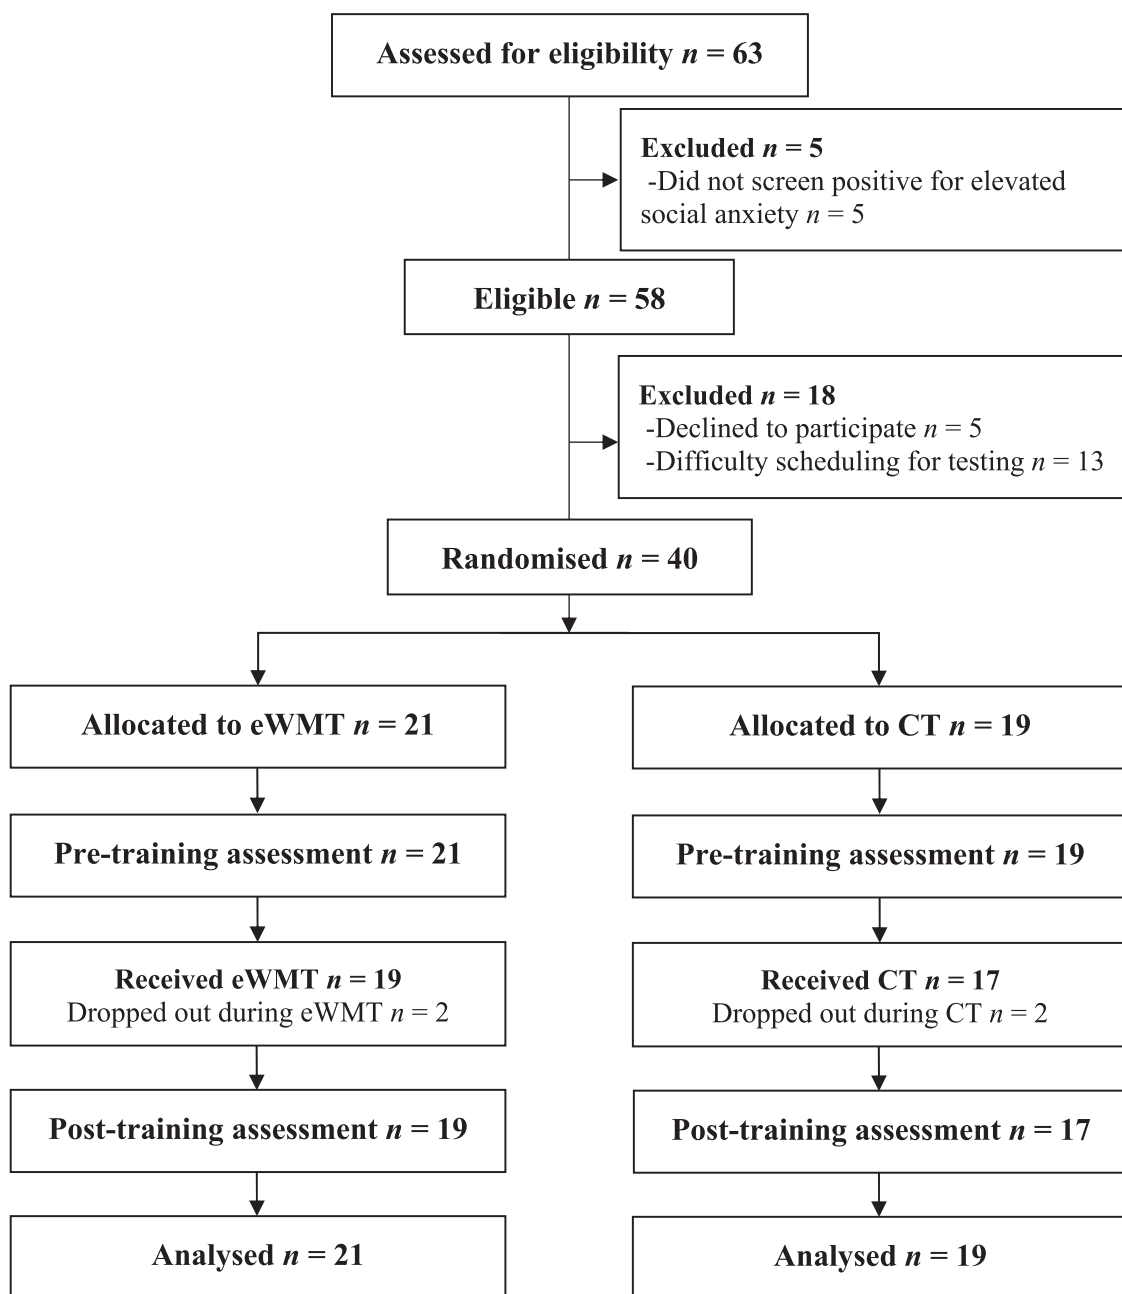 Assessed for eligibility n = 63
Excluded n = 5
-Did not screen positive for elevated
social anxiety n = 5
Eligible n = 58
Excluded n = 18
-Declined to participate n = 5
-Difficulty scheduling for testing n = 13
Randomised n = 40
Allocated to eWMT n = 21
Allocated to CT n = 19
Pre-training assessment n = 21
Pre-training assessment n = 19
Received eWMT n = 19
Dropped out during eWMT n = 2
Received CT n = 17
Dropped out during CT n = 2
Post-training assessment n = 19
Post-training assessment n = 17
Analysed n = 21
Analysed n = 19